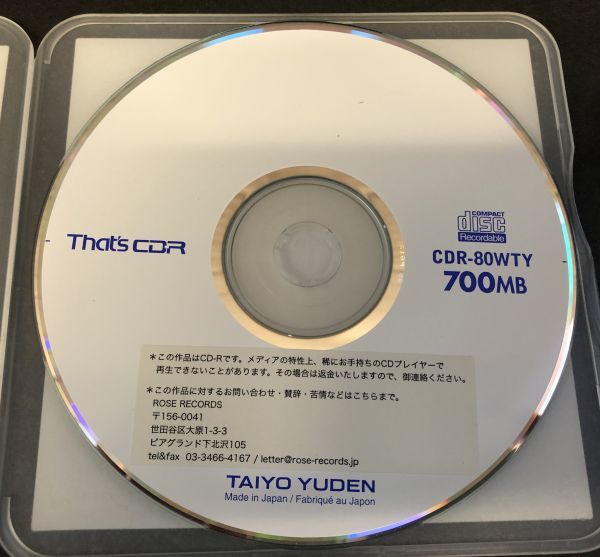 That's CDR
COMPACT
disc
Recordable
CDR-80WTY
700MB
＊この作品はCD-Rです。メディアの特性上、稀にお手持ちのCDプレイヤーで
再生できないことがあります。その場合は返金いたしますので、御連絡ください。
＊この作品に対するお問い合わせ・賛辞・苦情などはこちらまで。
ROSE RECORDS
〒156-0041
世田谷区大原1-3-3
ピアグランド下北沢105
tel&fax 03-3466-4167 / letter@rose-records.jp
TAIYO YUDEN
Made in Japan / Fabriqué au Japon